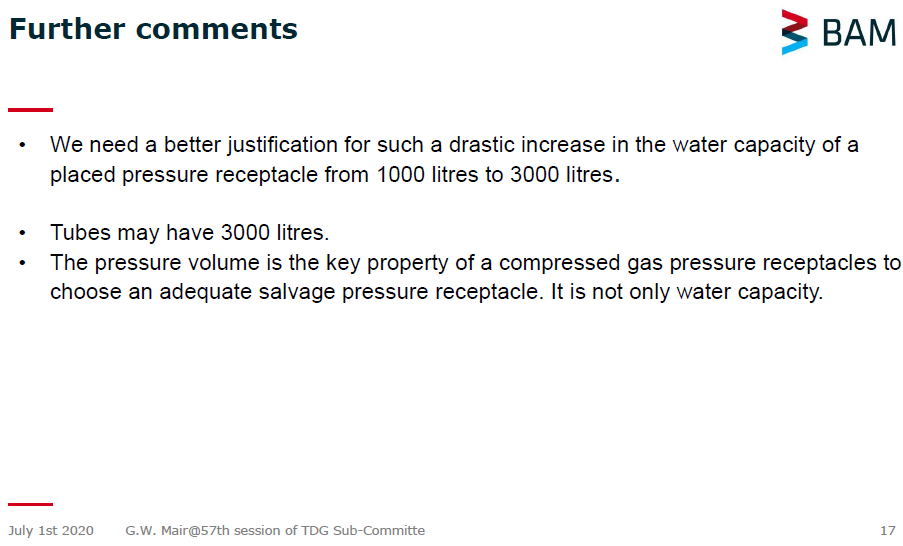 Further comments
BAM
• We need a better justification for such a drastic increase in the water capacity of a
placed pressure receptacle from 1000 litres to 3000 litres.
• Tubes may have 3000 litres.
• The pressure volume is the key property of a compressed gas pressure receptacles to
choose an adequate salvage pressure receptacle. It is not only water capacity.
July 1st 2020 G.W. Mair@57th session of TDG Sub-Committe 17